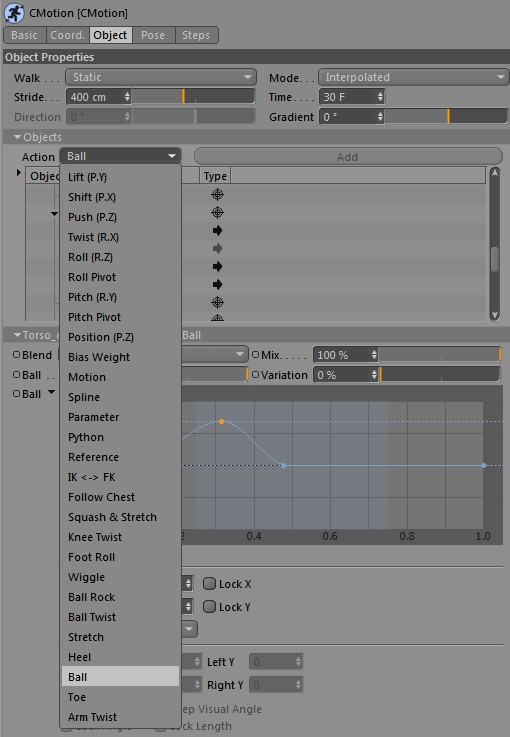 CMotion [CMotion]
Basic Coord. Object Pose Steps
Object Properties
Walk . . . Static Mode . . Interpolated
Stride . . 400 cm Time. . . . 30 F
Direction 0 ° Gradient 0 °
Objects
Action Ball Add
Objec Type
Lift (P.Y)
Shift (P.X)
Push (P.Z)
Twist (R.X)
Roll (R.Z)
Roll Pivot
Pitch (R.Y)
Pitch Pivot
Position (P.Z)
Torso_ Ball
Bias Weight
Blend Mix. . . . . 100 %
Motion
Ball . . Variation 0 %
Spline
Ball
Parameter
Python
Reference
IK <-> FK
Follow Chest
Squash & Stretch
Knee Twist
0.4 0.6 0.8 1.0
Foot Roll
Wiggle
Lock X
Ball Rock
Lock Y
Ball Twist
Stretch
Heel
Left Y 0
Ball
Right Y 0
Toe
ep Visual Angle
Arm Twist
Lock Angle Lock Length